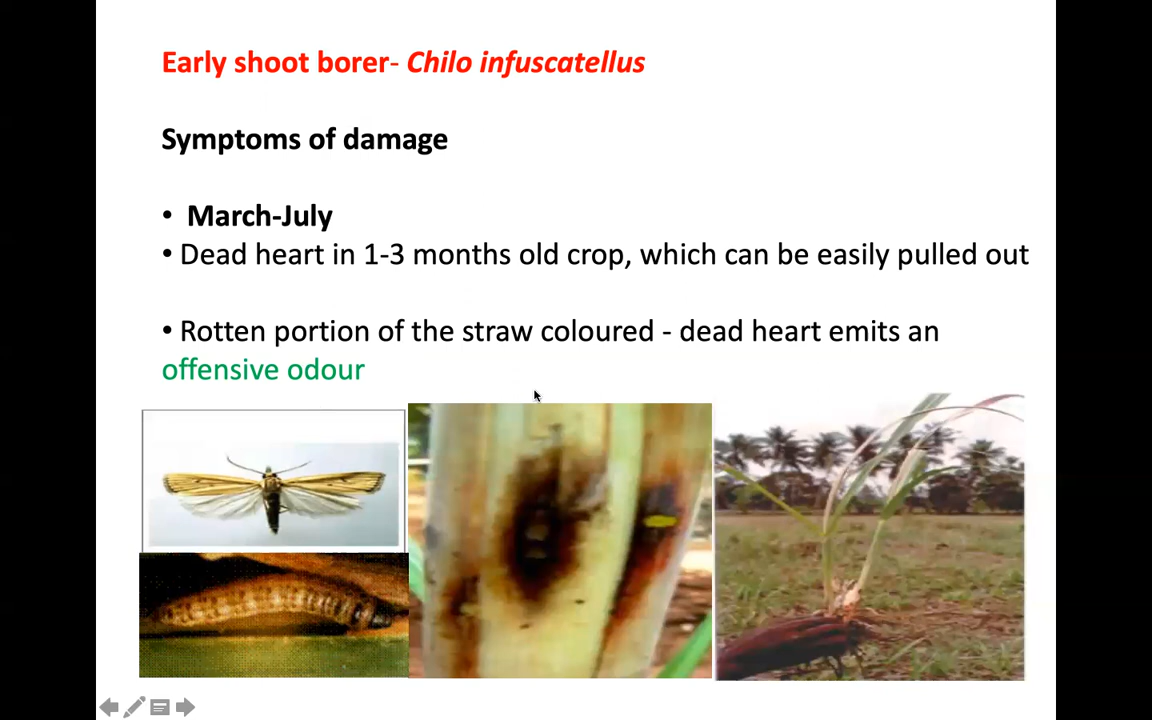 Early shoot borer- Chilo infuscatellus
Symptoms of damage
• March-July
• Dead heart in 1-3 months old crop, which can be easily pulled out
• Rotten portion of the straw coloured - dead heart emits an
offensive odour